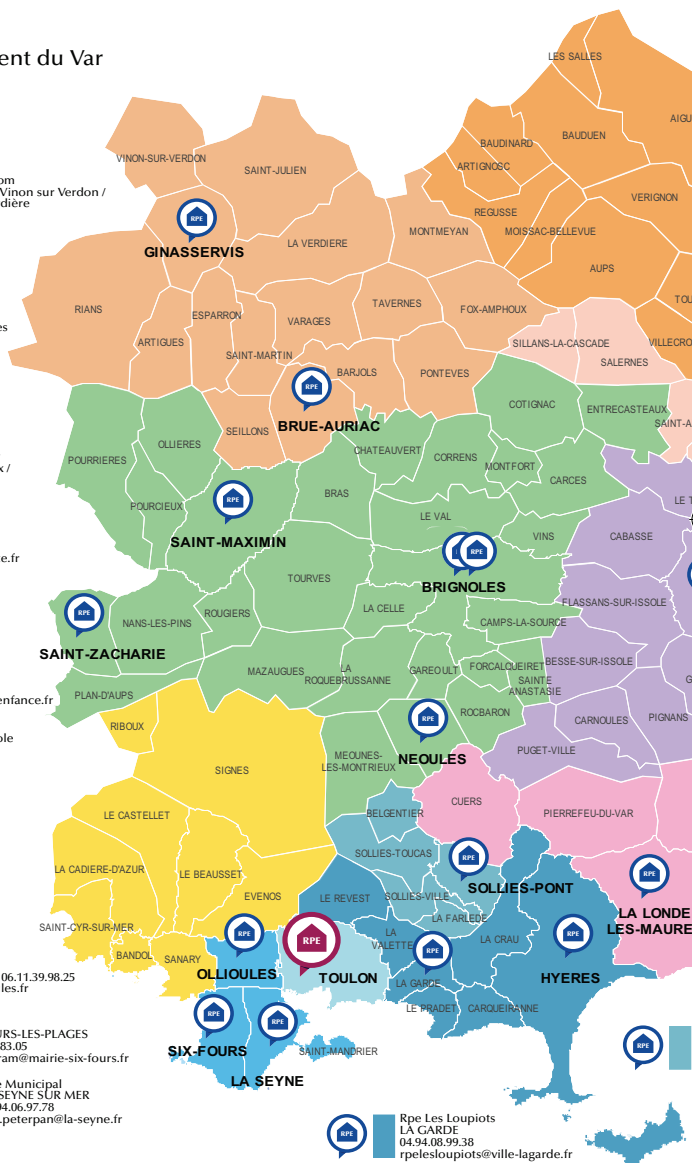 ent du Var
LES SALLES
AIGU
BAUDUEN
BAUDINARD
ARTIGNOSC
VINON-SUR-VERDON
SAINT-JULIEN
om
Vinon sur Verdon /
dière
VERIGNON
REGUSSE
MOISSAC-BELLEVUE
MONTMEYAN
RPE
GINASSERVIS
LA VERDIERE
AUPS
RIANS
ESPARRON
VARAGES
TAVERNES
FOX-AMPHOUX
TOU
es
ARTIGUES
SAINT-MARTIN
SILLANS-LA-CASCADE
SALERNES
VILLECRO
BARJOLS
PONTEVES
RPE
BRUE-AURIAC
SEILLONS
COTIGNAC
ENTRECASTEAUX
SAINT-A
OLLIERES
POURRIERES
CHATEAUVERT
CORRENS
MONTFORT
CARCES
x /
POURCIEUX
RPE
SAINT-MAXIMIN
BRAS
LE VAL
LE T
VINS
CABASSE
RPE
BRIGNOLES
e.fr
TOURVES
LA CELLE
FLASSANS-SUR-ISSOLE
RPE
SAINT-ZACHARIE
NANS-LES-PINS
ROUGIERS
CAMPS-LA-SOURCE
MAZAUGUES
LA
ROQUEBRUSSANNE
GAREOULT
FORCALQUEIRET
SAINTE
ANASTASIE
BESSE-SUR-ISSOLE
G
enfance.fr
PLAN-D'AUPS
RIBOUX
ROCBARON
CARNOULES
PIGNANS
ole
RPE
NEOULES
MEOUNES-
LES-MONTRIEUX
PUGET-VILLE
SIGNES
CUERS
PIERREFEU-DU-VAR
BELGENTIER
LE CASTELLET
SOLLIES-TOUCAS
RPE
SOLLIES-PONT
LA CADIERE-D'AZUR
LE BEAUSSET
EVENOS
LE REVEST
SOLLIES-VILLE
LA FARLEDE
RPE
LA LONDE
LES-MAURE
SAINT-CYR-SUR-MER
BANDOL
SANARY
RPE
OLLIOULES
RPE
TOULON
LA
VALETTE
RPE
LA GARDE
LA CRAU
RPE
HYERES
06.11.39.98.25
les.fr
LE PRADET
CARQUEIRANNE
RPE
SIX-FOURS
RPE
LA SEYNE
SAINT-MANDRIER
RPE
URS-LES-PLAGES
83.05
ram@mairie-six-fours.fr
e Municipal
SEYNE SUR MER
94.06.97.78
.peterpan@la-seyne.fr
RPE
Rpe Les Loupiots
LA GARDE
04.94.08.99.38
rpelesloupiots@ville-lagarde.fr